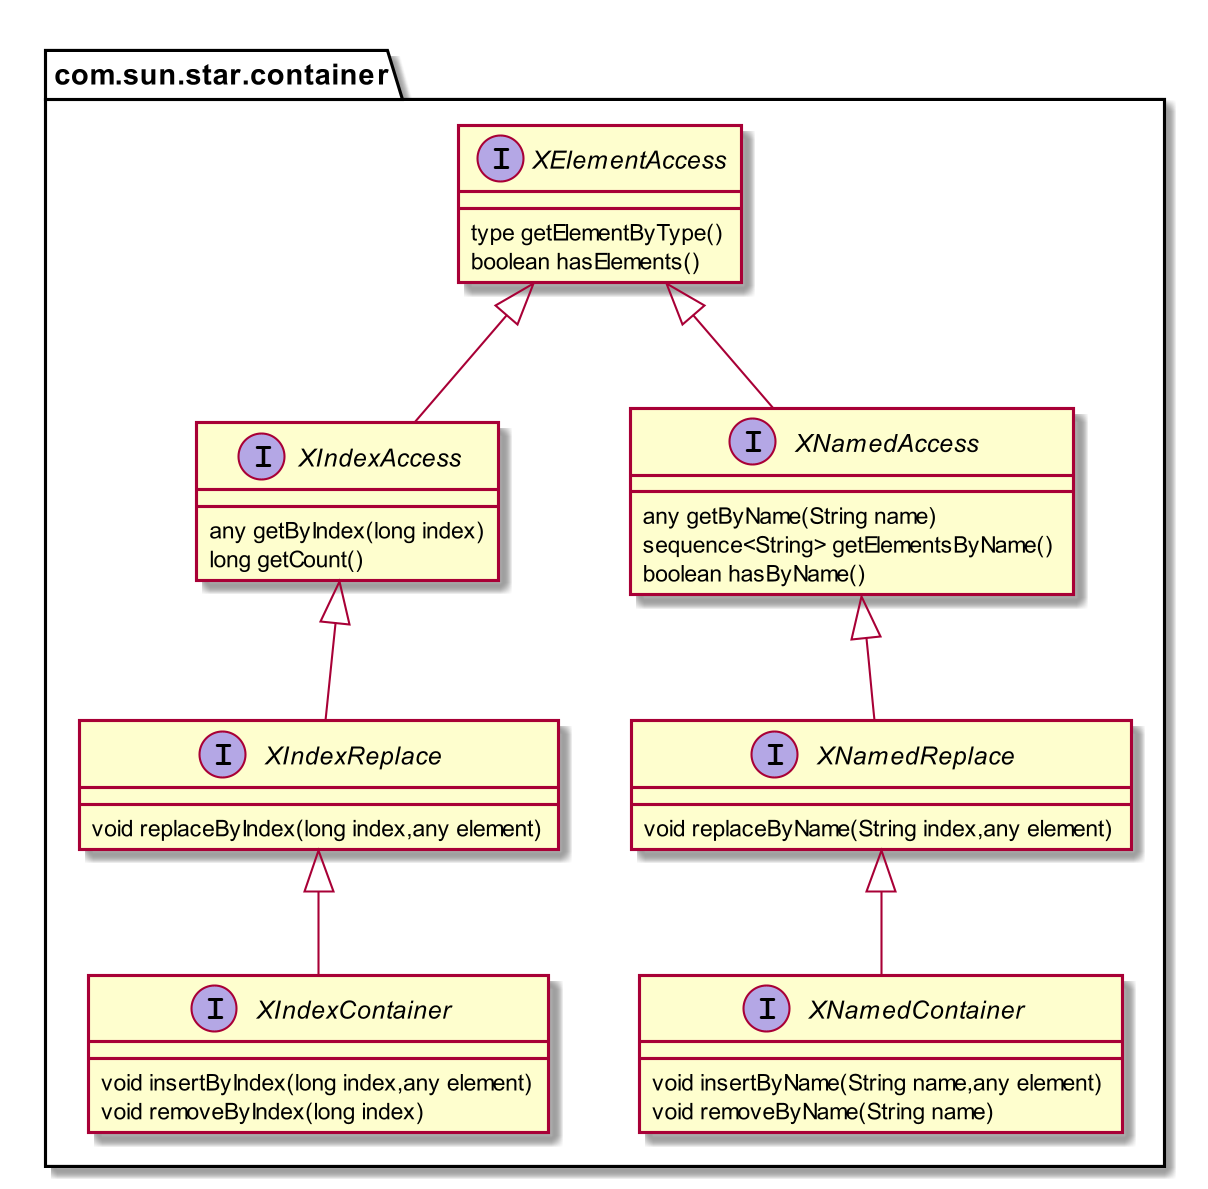 com.sun.star.container
I XElementAccess
type getElementByType()
boolean hasElements()
I XIndexAccess
any getByIndex(long index)
long getCount()
I XNamedAccess
any getByName(String name)
sequence<String> getElementsByName()
boolean hasByName()
I XIndexReplace
void replaceByIndex(long index,any element)
I XNamedReplace
void replaceByName(String index,any element)
I XIndexContainer
void insertByIndex(long index,any element)
void removeByIndex(long index)
I XNamedContainer
void insertByName(String name,any element)
void removeByName(String name)